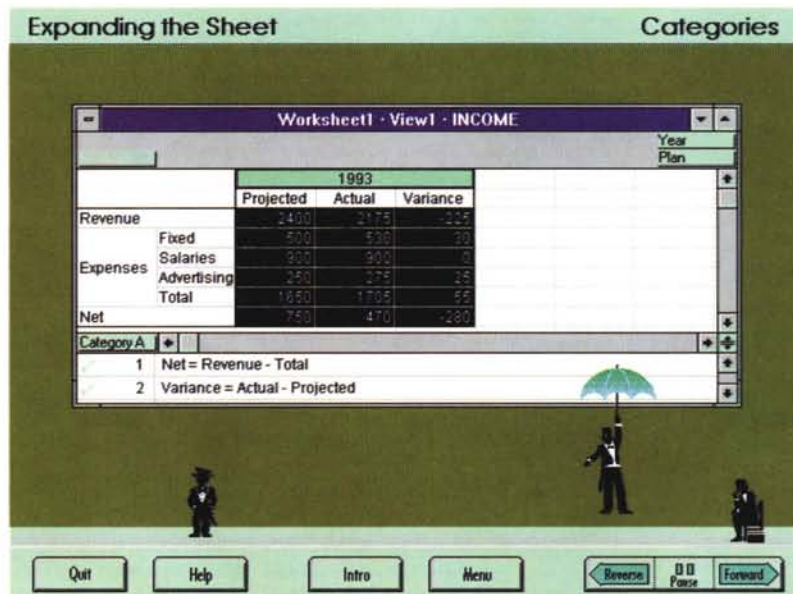 Expanding the Sheet Categories
Worksheet1 · View1 · INCOME
Year
Plan
1993
Projected Actual Variance
Revenue 2400 2175 -225
Fixed 500 530 30
Expenses Salaries 900 900 0
Advertising 250 275 25
Total 1650 1705 55
Net 750 470 -280
Category A
1 Net = Revenue - Total
2 Variance = Actual - Projected
Quit Help Intro Menu Reverse Pause Forward